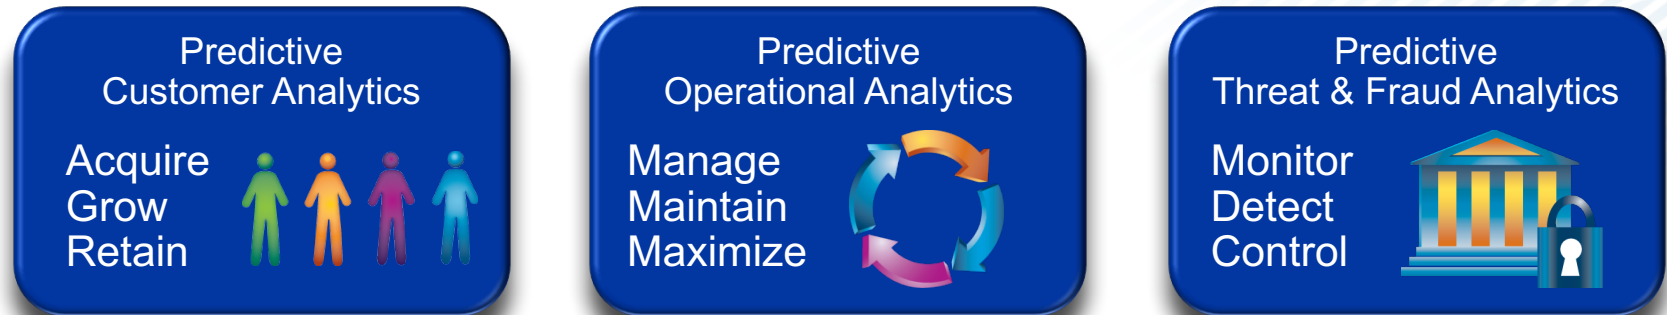 Predictive
Customer Analytics
Acquire
Grow
Retain
Predictive
Operational Analytics
Manage
Maintain
Maximize
Predictive
Threat & Fraud Analytics
Monitor
Detect
Control